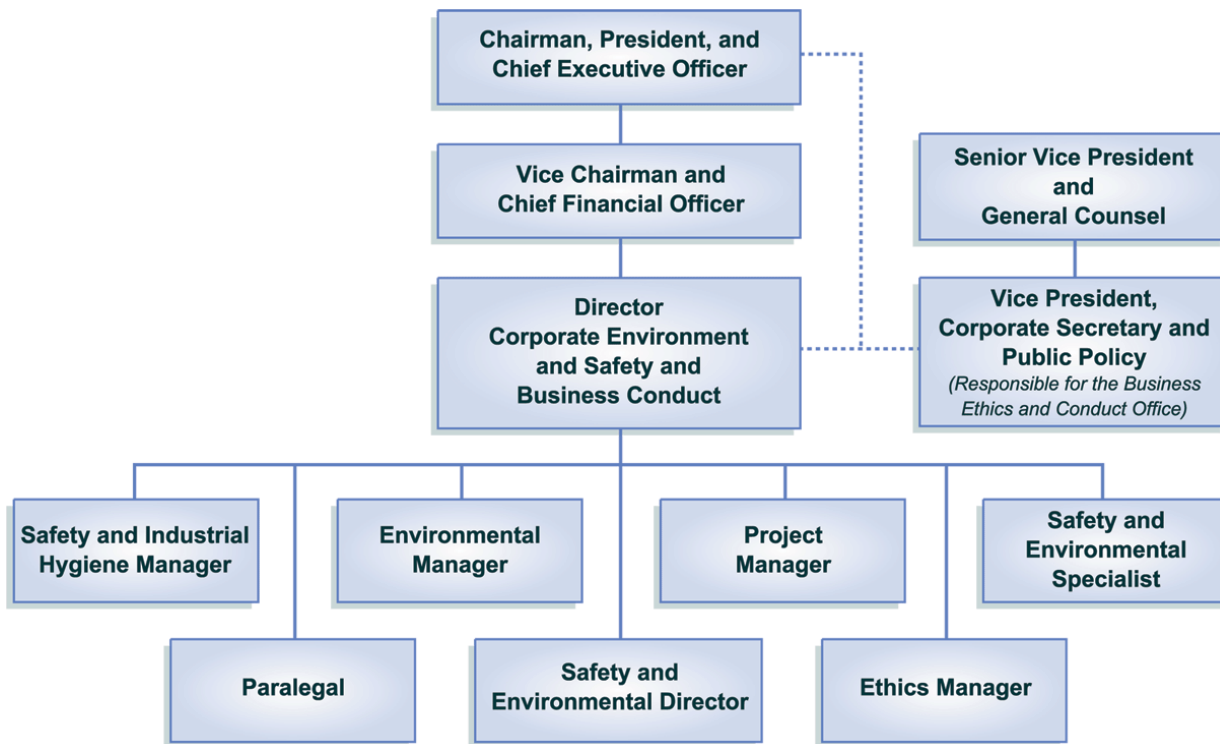 Chairman, President, and
Chief Executive Officer
Vice Chairman and
Chief Financial Officer
Senior Vice President
and
General Counsel
Director
Corporate Environment
and Safety and
Business Conduct
Vice President,
Corporate Secretary and
Public Policy
(Responsible for the Business
Ethics and Conduct Office)
Safety and Industrial
Hygiene Manager
Environmental
Manager
Project
Manager
Safety and
Environmental
Specialist
Paralegal
Safety and
Environmental Director
Ethics Manager